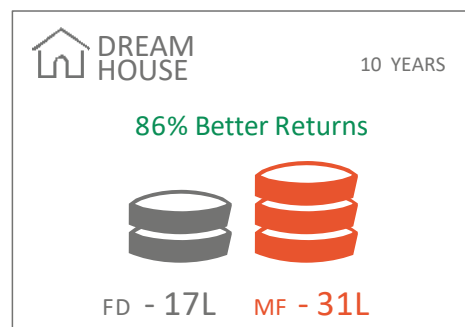 DREAM
HOUSE
10 YEARS
86% Better Returns
FD - 17L MF - 31L